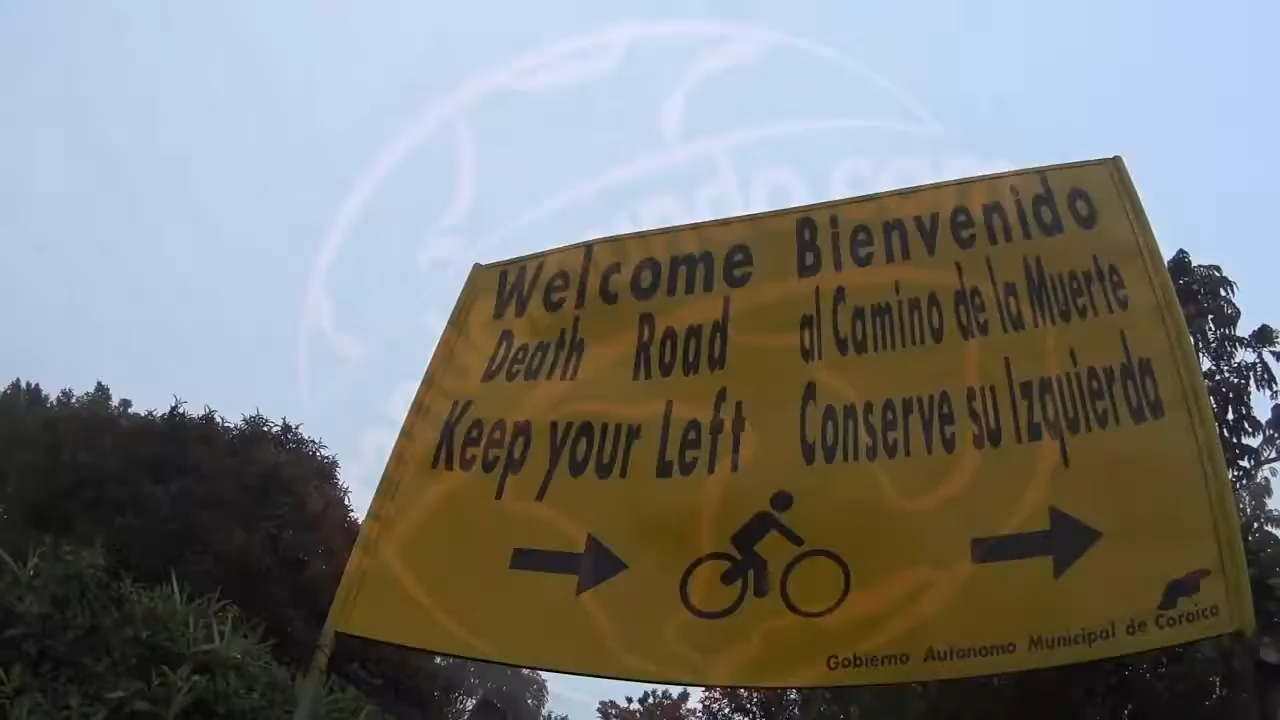 Welcome Bienvenido
Death Road al Camino de la Muerte
Keep your Left Conserve su Izquierda
Gobierno Autonomo Municipal de Coroico